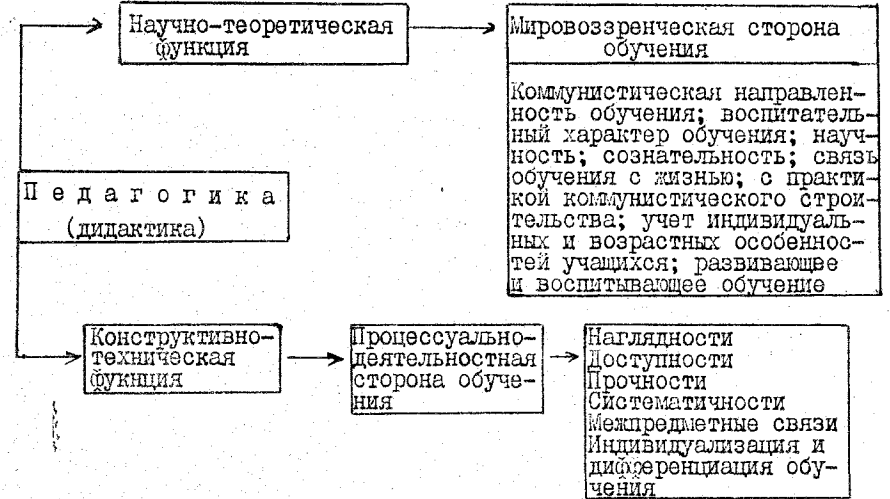 Научно-теоретическая
функция
Мировоззренческая сторона
обучения
Коммунистическая направлен-
ность обучения; воспитатель-
ный характер обучения; науч-
ность; сознательность; связь
обучения с жизнью; с практи-
кой коммунистического строи-
тельства; учет индивидуаль-
ных и возрастных особеннос-
тей учащихся; развивающее
и воспитывающее обучение
П е д а г о г и к а
(дидактика)
Конструктивно-
техническая
фукнция
Процессуально-
деятельностная
сторона обуче-
ния
Наглядности
Доступности
Прочности
Систематичности
Межпредметные связи
Индивидуализация и
дифференциация обу-
чения